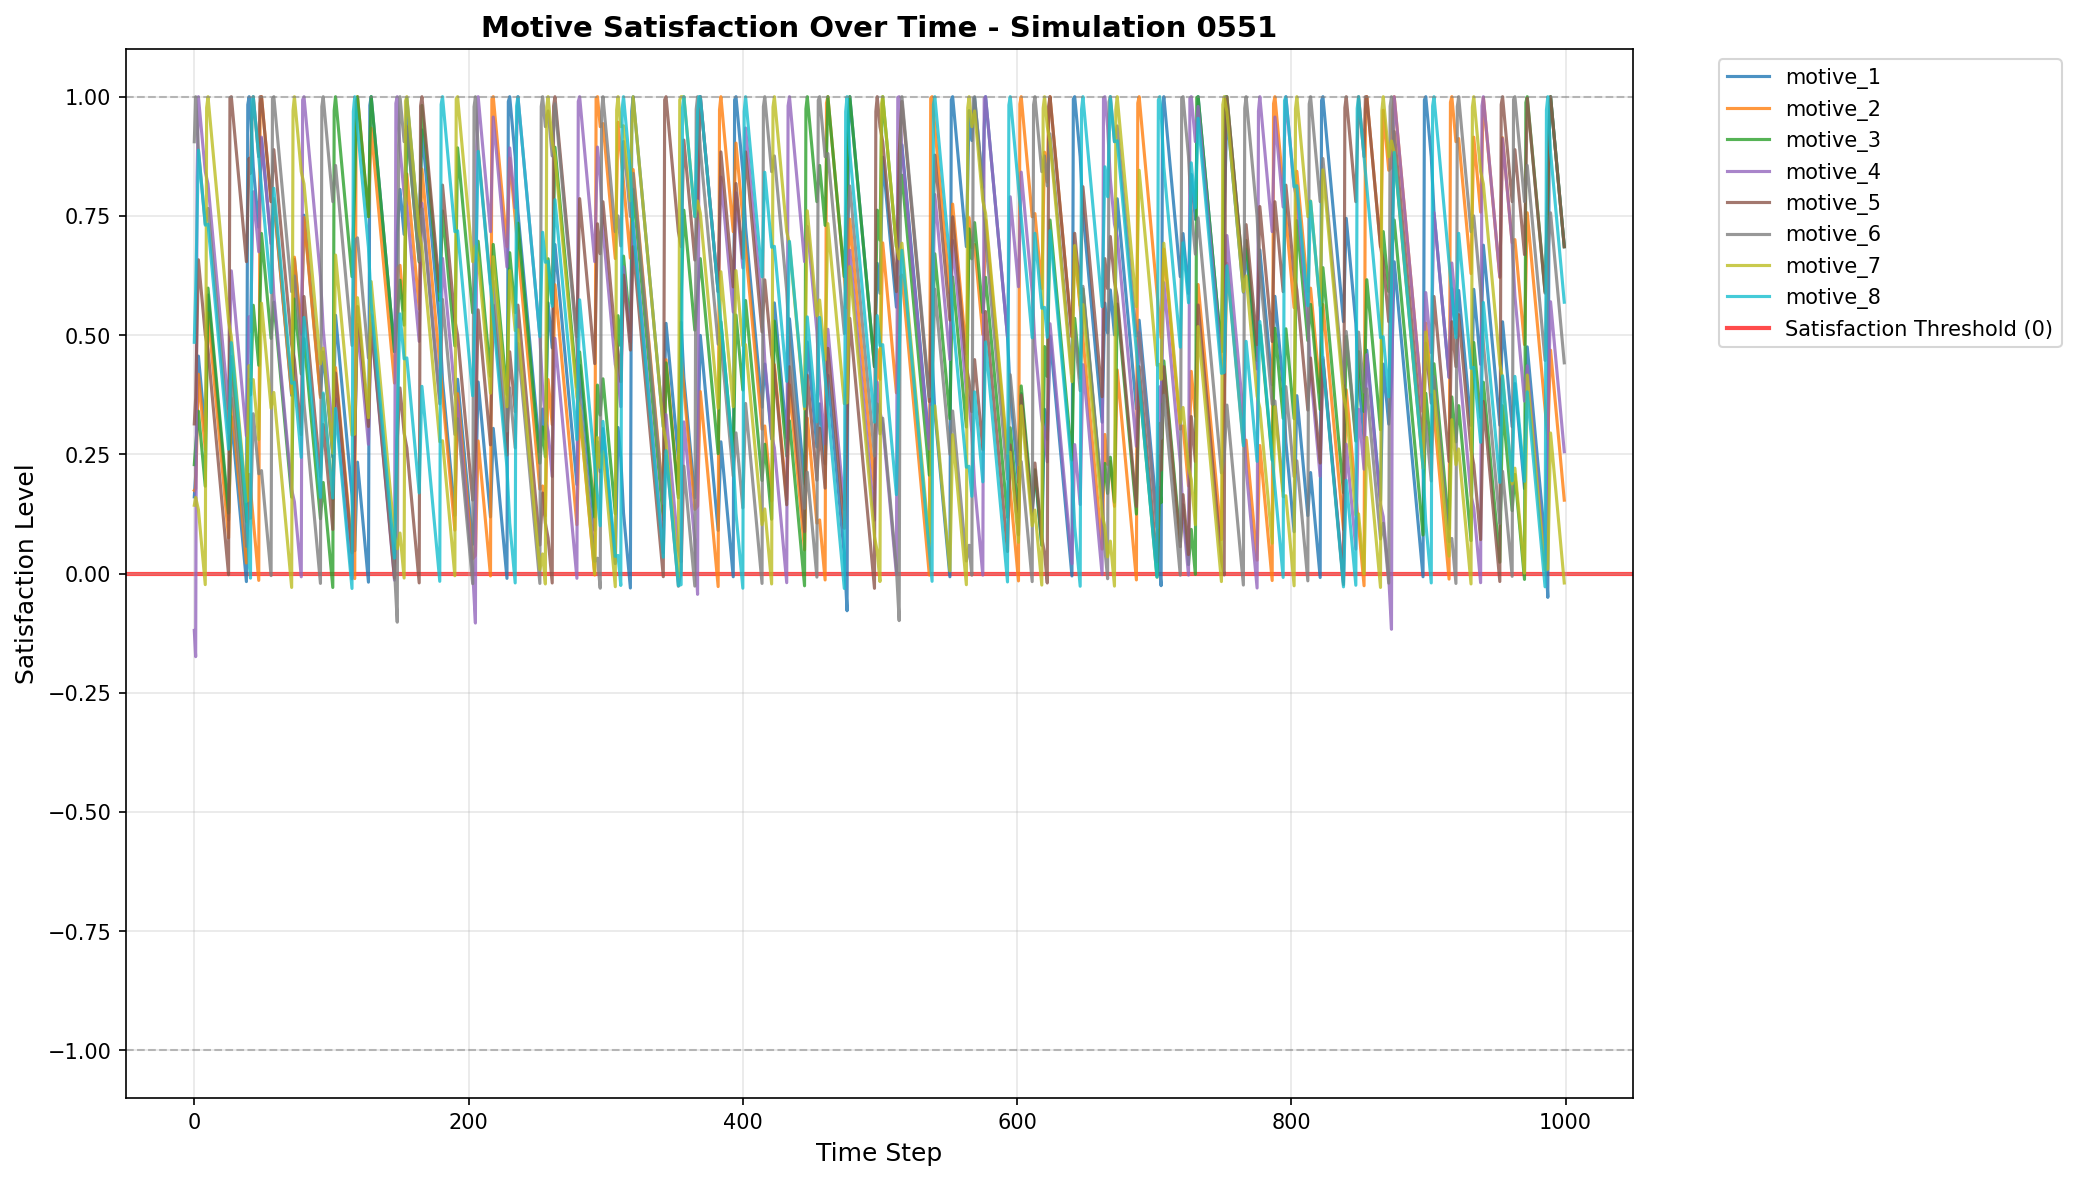 Motive Satisfaction Over Time - Simulation 0551
1.00
0.75
0.50
0.25
0.00
−0.25
−0.50
−0.75
−1.00
Satisfaction Level
0
200
400
600
800
1000
Time Step
motive_1
motive_2
motive_3
motive_4
motive_5
motive_6
motive_7
motive_8
Satisfaction Threshold (0)